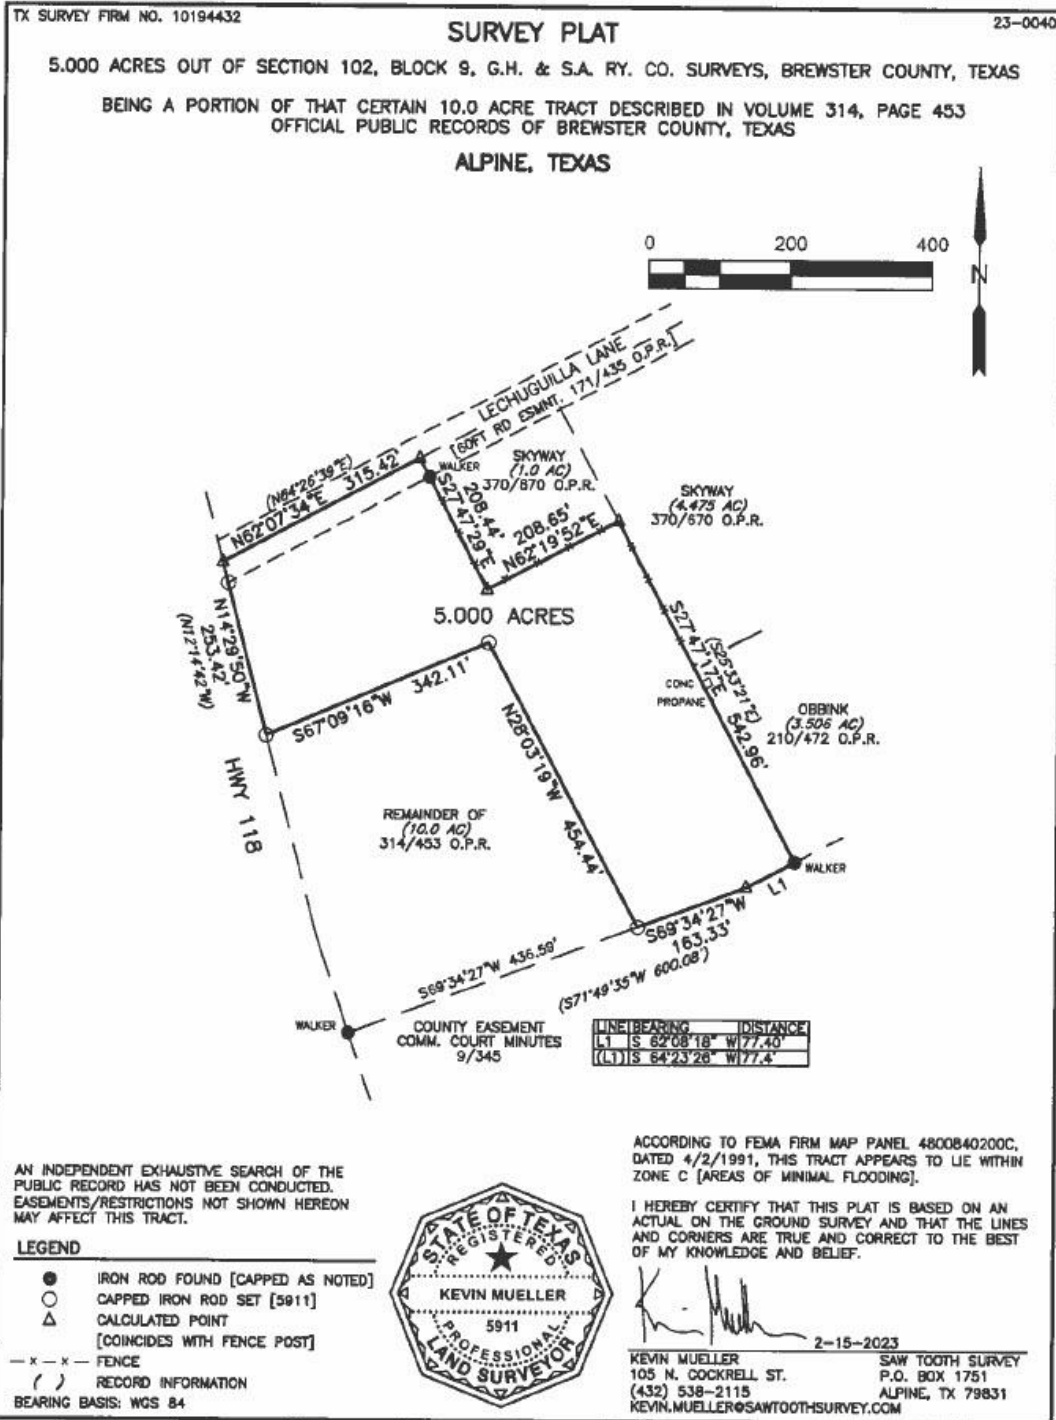 TX SURVEY FIRM NO. 10194432
23-0040
SURVEY PLAT
5.000 ACRES OUT OF SECTION 102, BLOCK 9, G.H. & S.A. RY. CO. SURVEYS, BREWSTER COUNTY, TEXAS
BEING A PORTION OF THAT CERTAIN 10.0 ACRE TRACT DESCRIBED IN VOLUME 314, PAGE 453
OFFICIAL PUBLIC RECORDS OF BREWSTER COUNTY, TEXAS
ALPINE, TEXAS
0 200 400
N
LECHUGUILLA LANE
[60FT RD ESMNT. 171/435 O.P.R.]
(N64°26'39"E)
N62°07'34"E 315.42'
WALKER
S27°47'29"E
208.44'
SKYWAY
(1.0 AC)
370/670 O.P.R.
208.65'
N62°19'52"E
SKYWAY
(4.475 AC)
370/670 O.P.R.
5.000 ACRES
N14°29'50"W
253.42'
(N12°14'42"W)
S67°09'16"W 342.11'
S27°47'17"E 542.96'
(S25°33'21"E)
CONC
PROPANE
OBBINK
(3.506 AC)
210/472 O.P.R.
N28°03'19"W 454.44'
HWY 118
REMAINDER OF
(10.0 AC)
314/453 O.P.R.
WALKER
L1
S69°34'27"W
163.33'
S69°34'27"W 436.59'
(S71°49'35"W 600.08')
WALKER
COUNTY EASEMENT
COMM. COURT MINUTES
9/345
LINE BEARING DISTANCE
L1 S 62°08'18" W 77.40'
(L1) S 64°23'26" W 77.4'
AN INDEPENDENT EXHAUSTIVE SEARCH OF THE
PUBLIC RECORD HAS NOT BEEN CONDUCTED.
EASEMENTS/RESTRICTIONS NOT SHOWN HEREON
MAY AFFECT THIS TRACT.
LEGEND
IRON ROD FOUND [CAPPED AS NOTED]
CAPPED IRON ROD SET [5911]
CALCULATED POINT
[COINCIDES WITH FENCE POST]
— x — x — FENCE
( ) RECORD INFORMATION
BEARING BASIS: WGS 84
STATE OF TEXAS
REGISTERED
KEVIN MUELLER
5911
PROFESSIONAL
LAND SURVEYOR
ACCORDING TO FEMA FIRM MAP PANEL 4800840200C,
DATED 4/2/1991, THIS TRACT APPEARS TO LIE WITHIN
ZONE C [AREAS OF MINIMAL FLOODING].
I HEREBY CERTIFY THAT THIS PLAT IS BASED ON AN
ACTUAL ON THE GROUND SURVEY AND THAT THE LINES
AND CORNERS ARE TRUE AND CORRECT TO THE BEST
OF MY KNOWLEDGE AND BELIEF.
2-15-2023
KEVIN MUELLER
105 N. COCKRELL ST.
(432) 538-2115
KEVIN.MUELLER@SAWTOOTHSURVEY.COM
SAW TOOTH SURVEY
P.O. BOX 1751
ALPINE, TX 79831